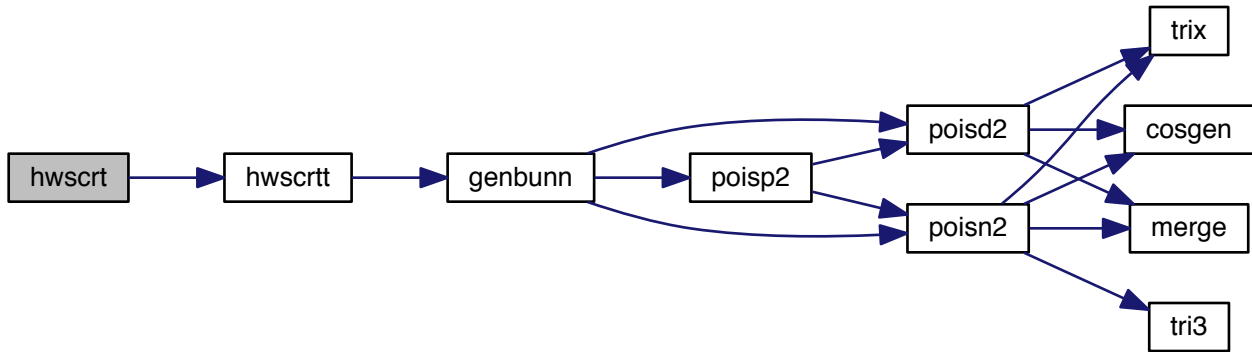 hwscrt
hwscrtt
genbunn
poisp2
poisd2
poisn2
trix
cosgen
merge
tri3